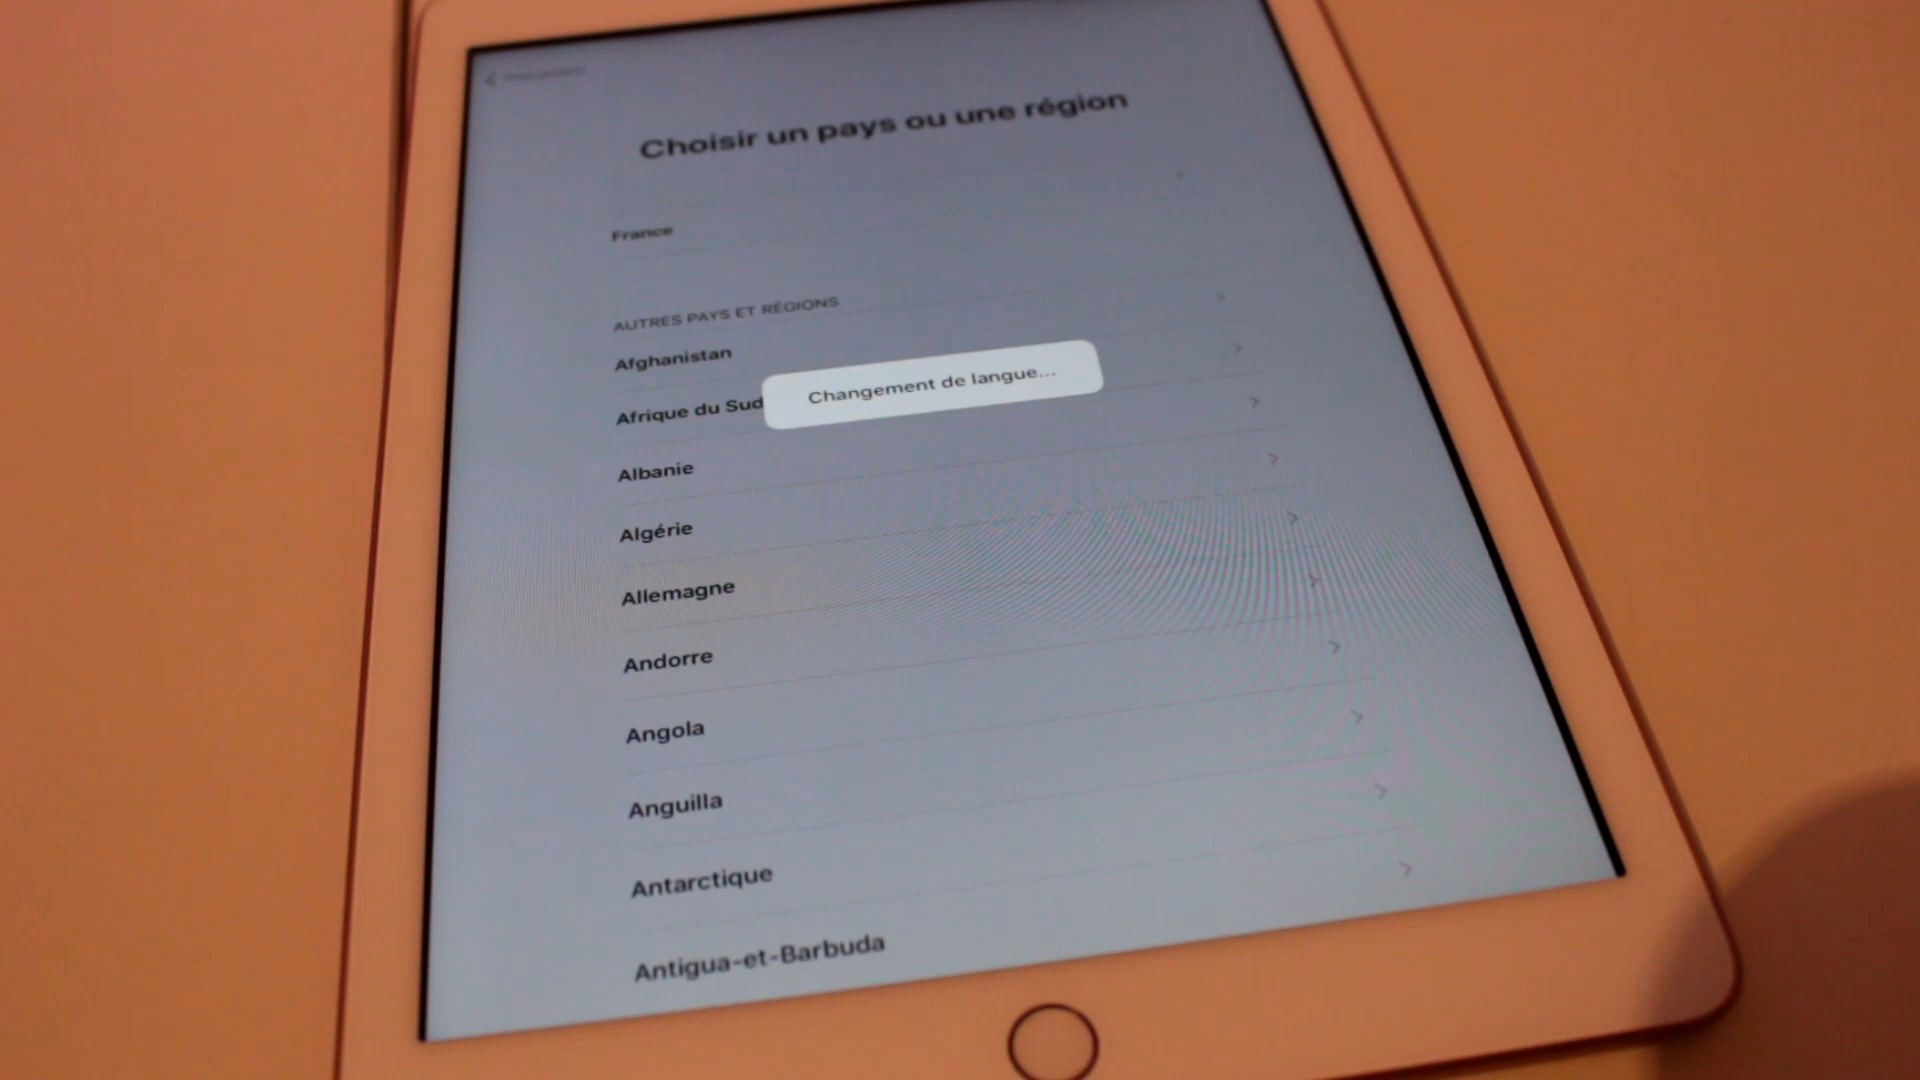 Choisir un pays ou une région
France
AUTRES PAYS ET RÉGIONS
Afghanistan
Afrique du Sud
Changement de langue...
Albanie
Algérie
Allemagne
Andorre
Angola
Anguilla
Antarctique
Antigua-et-Barbuda